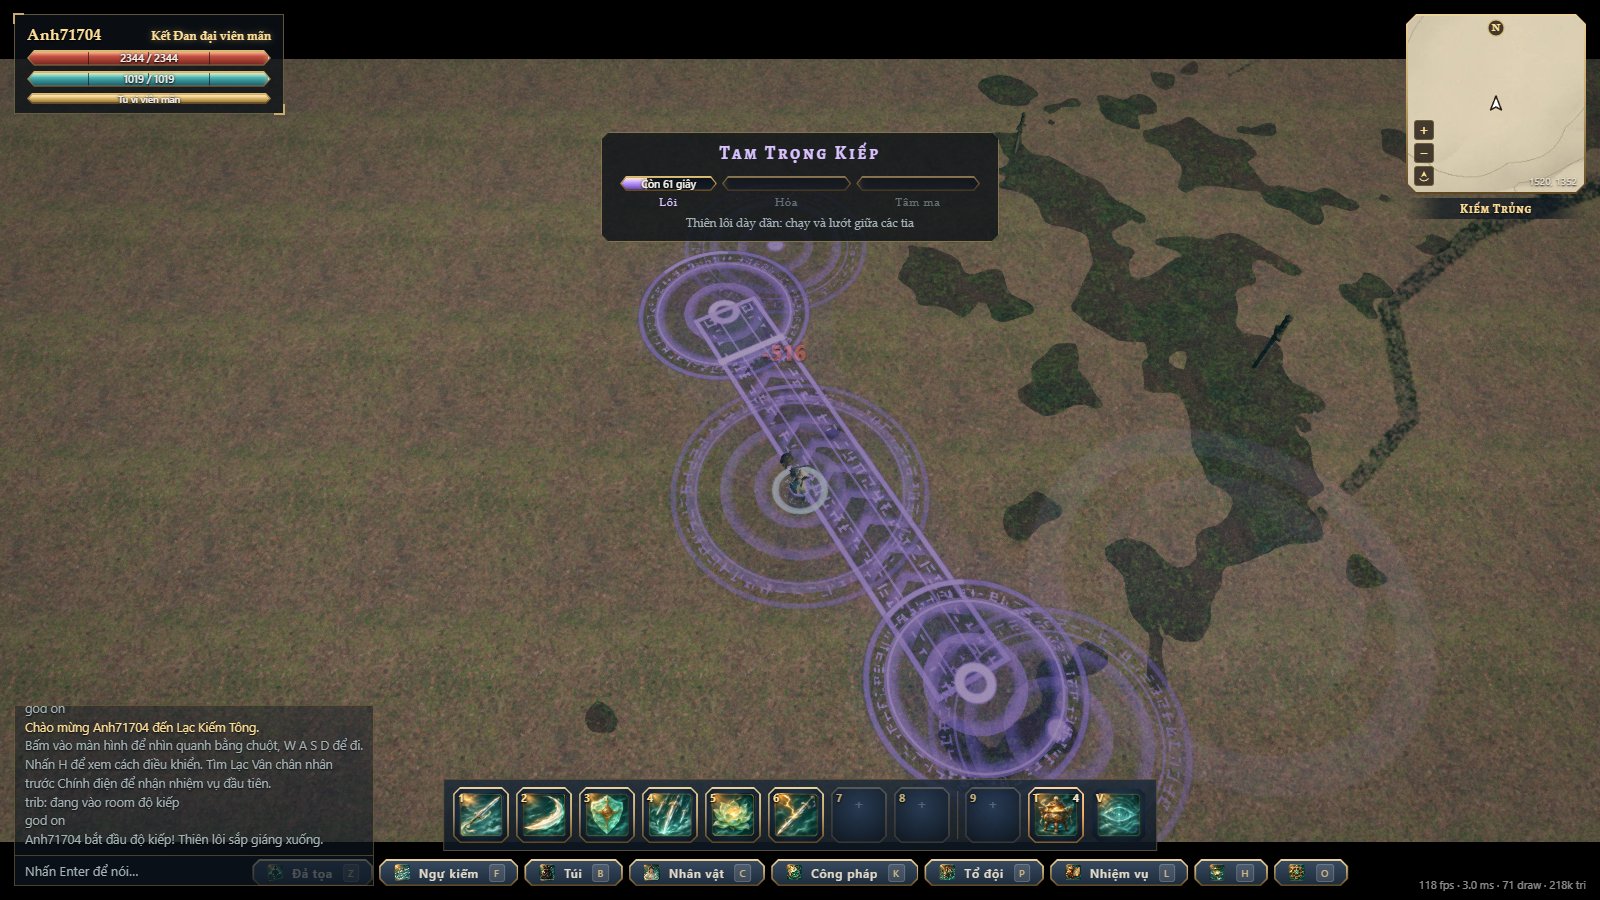 Anh71704
Kết Đan đại viên mãn
2344 / 2344
1019 / 1019
Tu vi viên mãn
N
+
−
1520, 1352
Kiếm Trủng
Tam Trọng Kiếp
Còn 61 giây
Lôi
Hỏa
Tâm ma
Thiên lôi dày dần: chạy và lướt giữa các tia
-516
god on
Chào mừng Anh71704 đến Lạc Kiếm Tông.
Bấm vào màn hình để nhìn quanh bằng chuột, W A S D để đi.
Nhấn H để xem cách điều khiển. Tìm Lạc Vân chân nhân
trước Chính điện để nhận nhiệm vụ đầu tiên.
trib: đang vào room độ kiếp
god on
Anh71704 bắt đầu độ kiếp! Thiên lôi sắp giáng xuống.
Nhấn Enter để nói...
1
2
3
4
5
6
7 +
8 +
9 +
T 4
V
Đả tọa Z
Ngự kiếm F
Túi B
Nhân vật C
Công pháp K
Tổ đội P
Nhiệm vụ L
H
O
118 fps · 3.0 ms · 71 draw · 218k tri